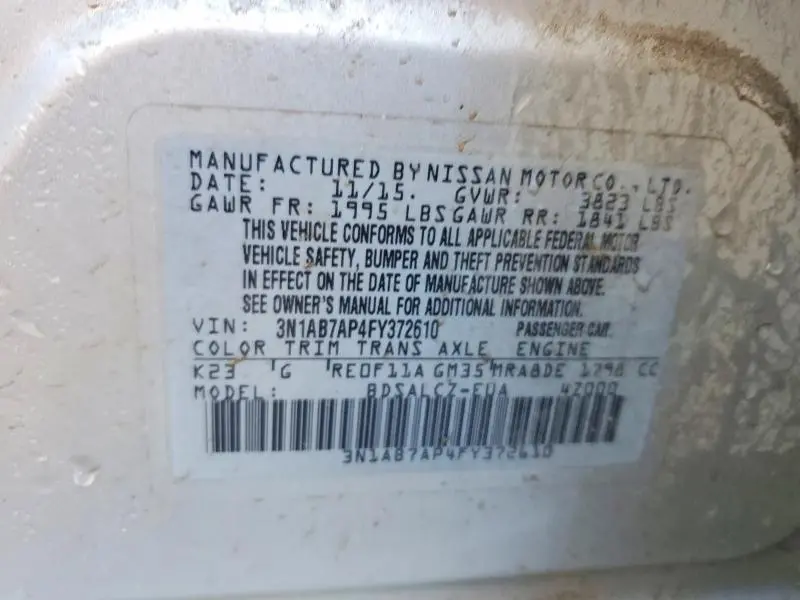 MANUFACTURED BY NISSAN MOTOR CO., LTD.
DATE: 11/15. GVWR: 3823 LBS
GAWR FR: 1995 LBS GAWR RR: 1841 LBS
THIS VEHICLE CONFORMS TO ALL APPLICABLE FEDERAL MOTOR
VEHICLE SAFETY, BUMPER AND THEFT PREVENTION STANDARDS
IN EFFECT ON THE DATE OF MANUFACTURE SHOWN ABOVE.
SEE OWNER'S MANUAL FOR ADDITIONAL INFORMATION.
VIN: 3N1AB7AP4FY372610 PASSENGER CAR
COLOR TRIM TRANS AXLE ENGINE
K23 G RE0F11A GM35 MRA8DE 1798 CC
MODEL: BDSALCZ-EUA 4Z000
3N1AB7AP4FY372610